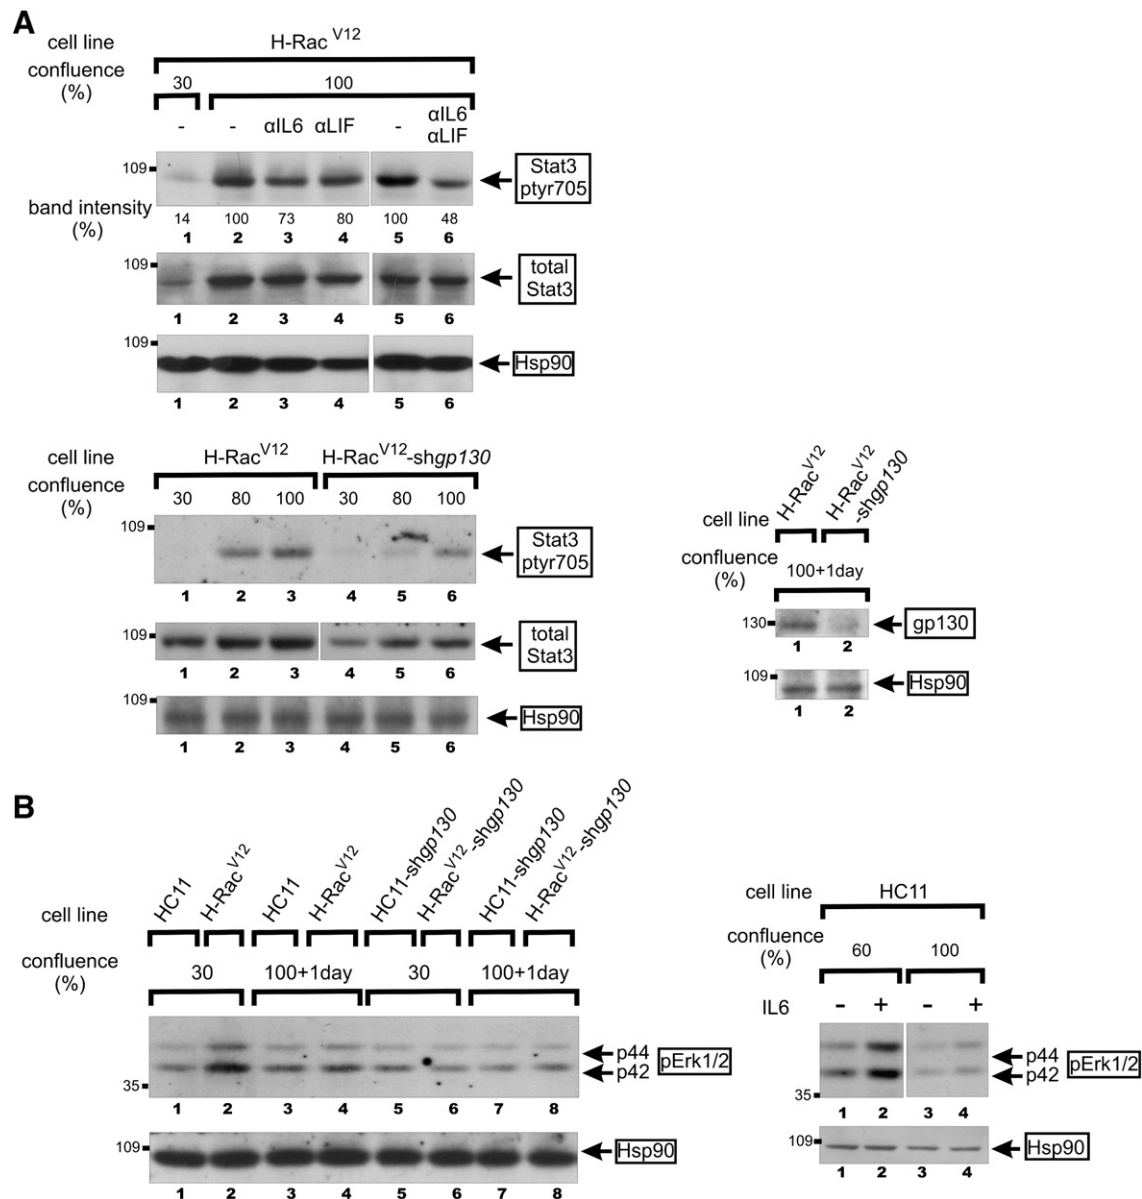 A
cell line
H-Rac V12
confluence
(%)
30
100
- - αIL6 αLIF - αIL6
αLIF
109
Stat3
ptyr705
band intensity
(%)
14 100 73 80 100 48
1 2 3 4 5 6
109
total
Stat3
1 2 3 4 5 6
109
Hsp90
1 2 3 4 5 6
cell line
H-RacV12
H-RacV12-shgp130
confluence
(%)
30 80 100 30 80 100
109
Stat3
ptyr705
1 2 3 4 5 6
109
total
Stat3
1 2 3 4 5 6
109
Hsp90
1 2 3 4 5 6
cell line
H-RacV12
H-RacV12
-shgp130
confluence
(%)
100+1day
130
gp130
1 2
109
Hsp90
1 2
B
cell line
HC11
H-RacV12
HC11
H-RacV12
HC11-shgp130
H-RacV12-shgp130
HC11-shgp130
H-RacV12-shgp130
confluence
(%)
30 100+1day 30 100+1day
p44
p42
pErk1/2
35
1 2 3 4 5 6 7 8
109
Hsp90
1 2 3 4 5 6 7 8
cell line
HC11
confluence
(%)
60 100
IL6
- + - +
p44
p42
pErk1/2
35
1 2 3 4
109
Hsp90
1 2 3 4